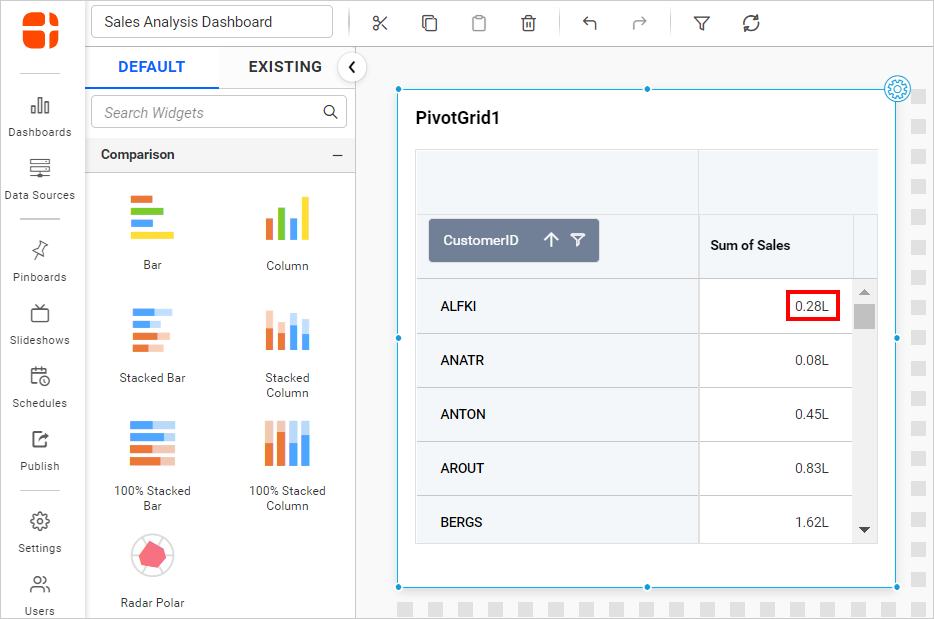 Sales Analysis Dashboard
Dashboards
Data Sources
Pinboards
Slideshows
Schedules
Publish
Settings
Users
DEFAULT
EXISTING
Search Widgets
Comparison
Bar
Column
Stacked Bar
Stacked
Column
100% Stacked
Bar
100% Stacked
Column
Radar Polar
PivotGrid1
CustomerID
Sum of Sales
ALFKI 0.28L
ANATR 0.08L
ANTON 0.45L
AROUT 0.83L
BERGS 1.62L